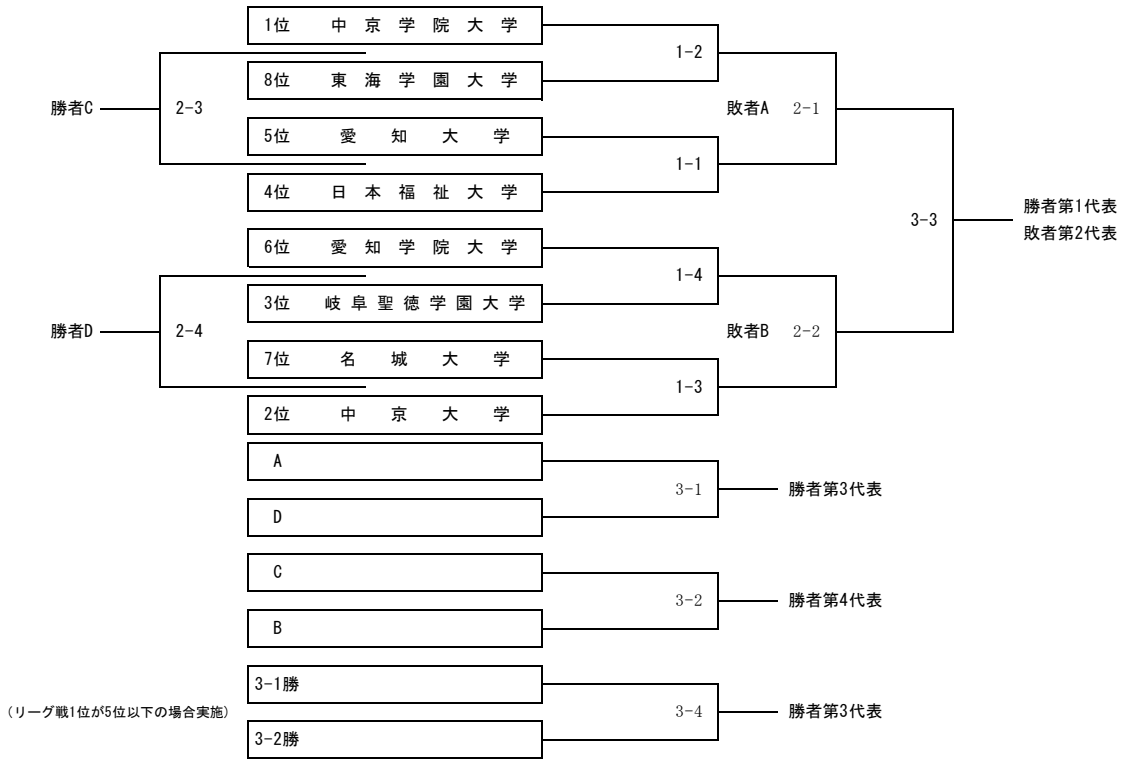 1位 中京学院大学
1-2
8位 東海学園大学
勝者C 2-3
敗者A 2-1
5位 愛知大学
1-1
4位 日本福祉大学
3-3
勝者第1代表
敗者第2代表
6位 愛知学院大学
1-4
3位 岐阜聖徳学園大学
勝者D 2-4
敗者B 2-2
7位 名城大学
1-3
2位 中京大学
A
3-1 勝者第3代表
D
C
3-2 勝者第4代表
B
3-1勝
(リーグ戦1位が5位以下の場合実施)
3-4 勝者第3代表
3-2勝